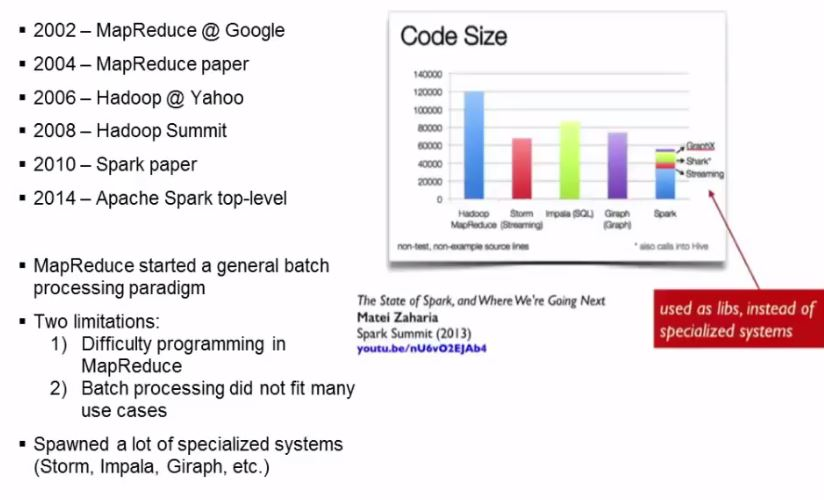 ▪ 2002 – MapReduce @ Google
▪ 2004 – MapReduce paper
▪ 2006 – Hadoop @ Yahoo
▪ 2008 – Hadoop Summit
▪ 2010 – Spark paper
▪ 2014 – Apache Spark top-level
▪ MapReduce started a general batch
processing paradigm
▪ Two limitations:
1) Difficulty programming in
MapReduce
2) Batch processing did not fit many
use cases
▪ Spawned a lot of specialized systems
(Storm, Impala, Giraph, etc.)
Code Size
140000
120000
100000
80000
60000
40000
20000
0
GraphX
Shark*
Streaming
Hadoop
MapReduce
Storm
(Streaming)
Impala (SQL)
Giraph
(Graph)
Spark
non-test, non-example source lines
* also calls into Hive
The State of Spark, and Where We're Going Next
Matei Zaharia
Spark Summit (2013)
youtu.be/nU6vO2EJAb4
used as libs, instead of
specialized systems